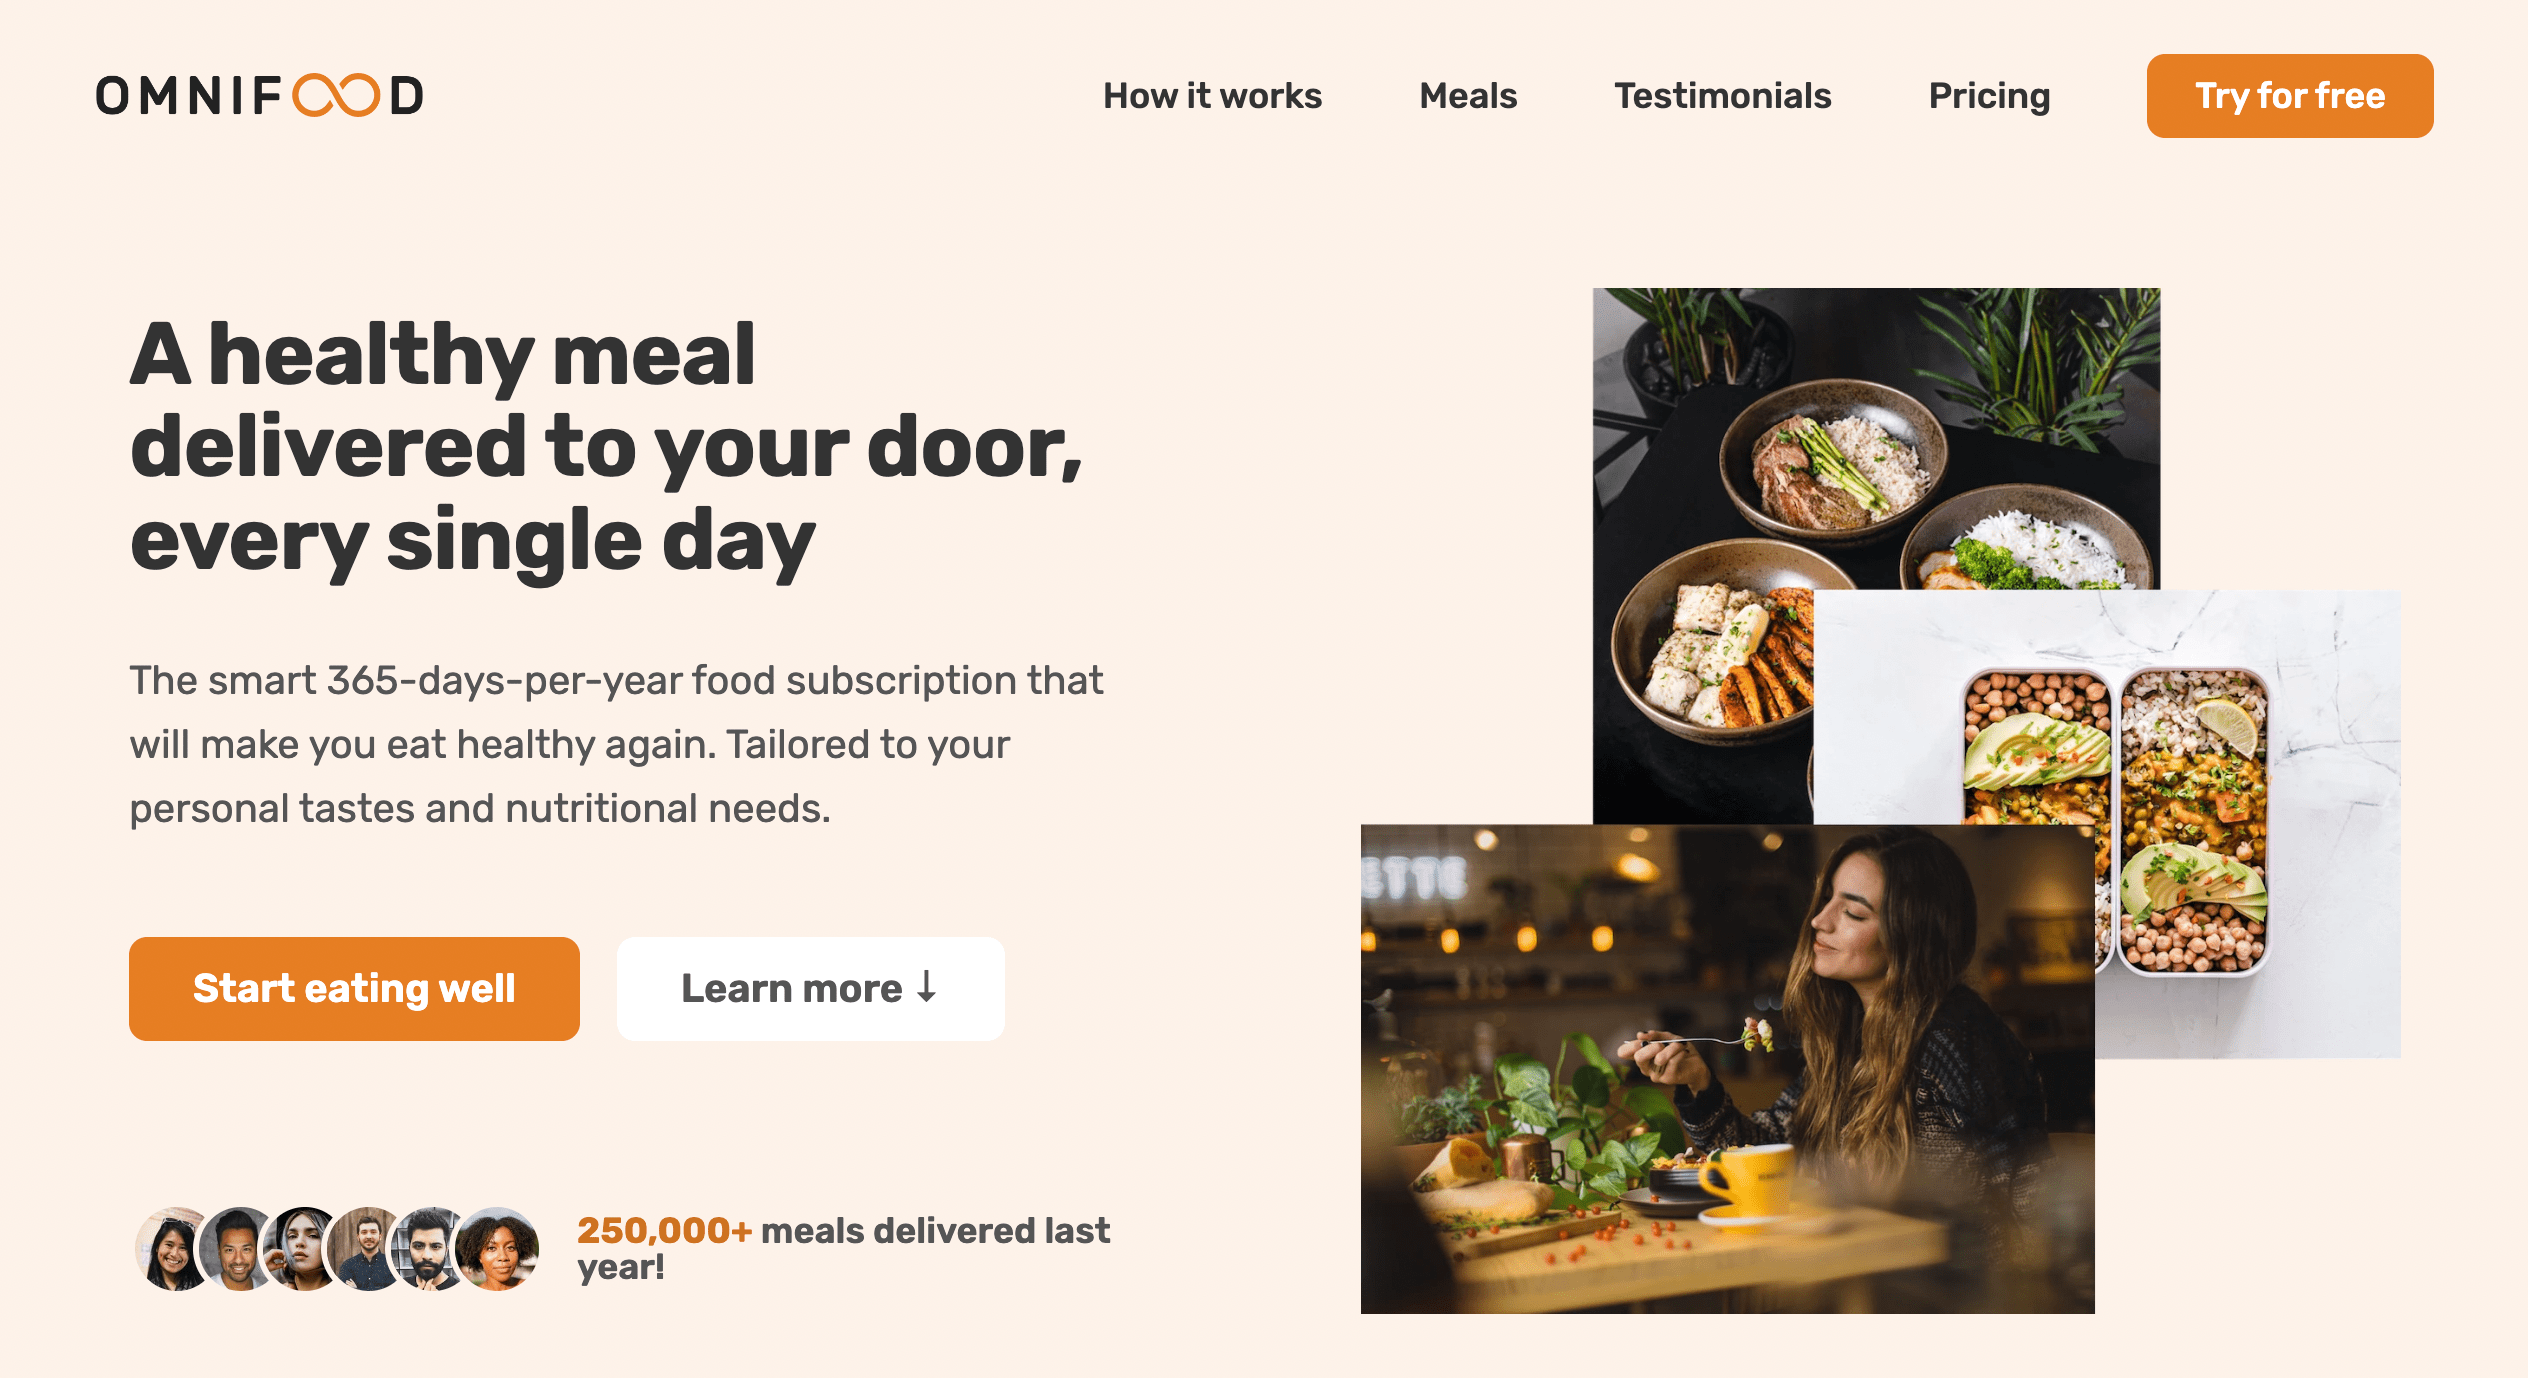 OMNIFOOD
How it works
Meals
Testimonials
Pricing
Try for free
A healthy meal
delivered to your door,
every single day
The smart 365-days-per-year food subscription that
will make you eat healthy again. Tailored to your
personal tastes and nutritional needs.
Start eating well
Learn more ↓
ETTE
250,000+ meals delivered last
year!